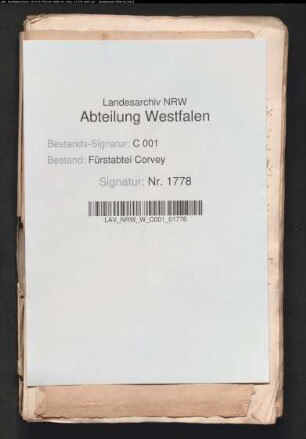 Landesarchiv NRW
Abteilung Westfalen
Bestands-Signatur: C 001
Bestand: Fürstabtei Corvey
Signatur: Nr. 1778
LAV_NRW_W_C001_01778